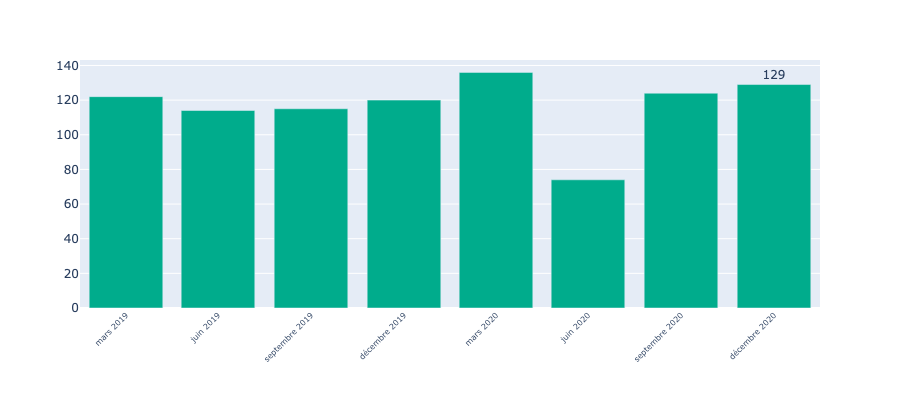 140
120
100
80
60
40
20
0
129
mars 2019
juin 2019
septembre 2019
décembre 2019
mars 2020
juin 2020
septembre 2020
décembre 2020